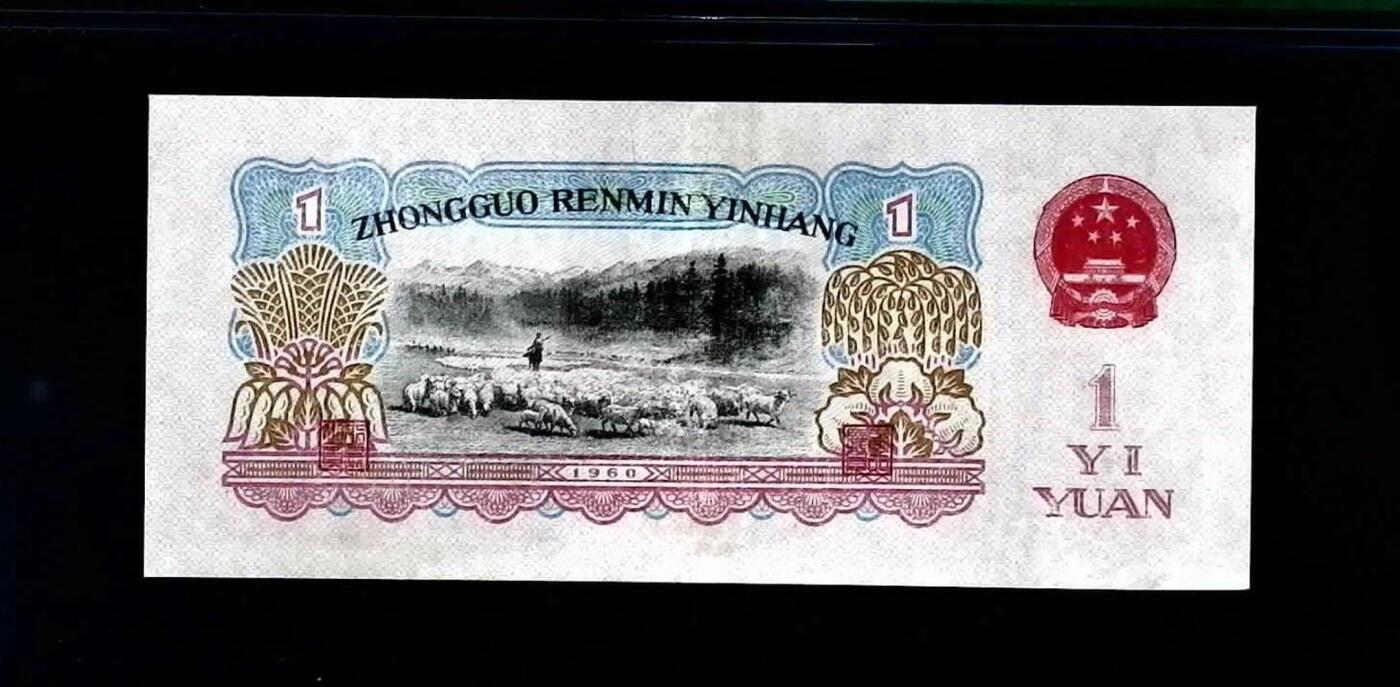 ZHONGGUO RENMIN YINHANG
1
1
1960
1
YI
YUAN